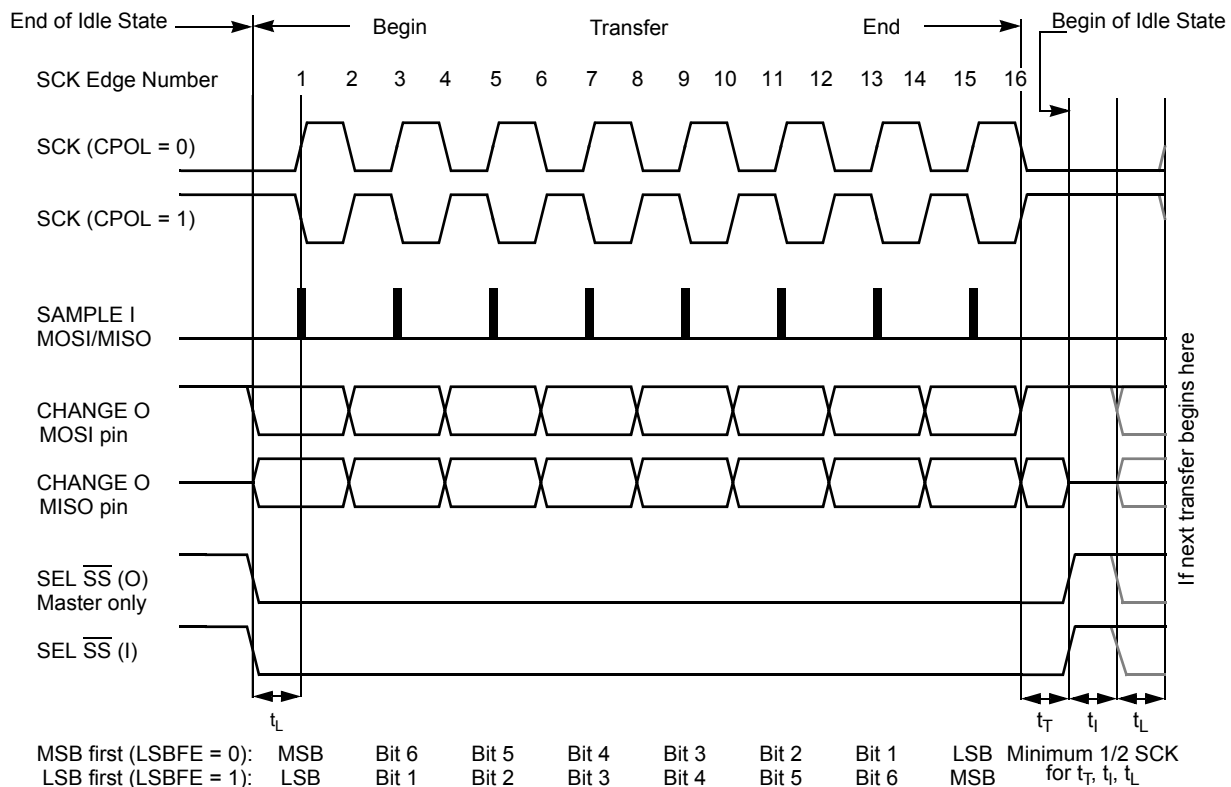 End of Idle State
Begin
Transfer
End
Begin of Idle State
SCK Edge Number
1 2 3 4 5 6 7 8 9 10 11 12 13 14 15 16
SCK (CPOL = 0)
SCK (CPOL = 1)
SAMPLE I
MOSI/MISO
CHANGE O
MOSI pin
CHANGE O
MISO pin
SEL SS (O)
Master only
SEL SS (I)
If next transfer begins here
tL
tT tI tL
MSB first (LSBFE = 0): MSB Bit 6 Bit 5 Bit 4 Bit 3 Bit 2 Bit 1 LSB
LSB first (LSBFE = 1): LSB Bit 1 Bit 2 Bit 3 Bit 4 Bit 5 Bit 6 MSB
Minimum 1/2 SCK
for tT, tI, tL